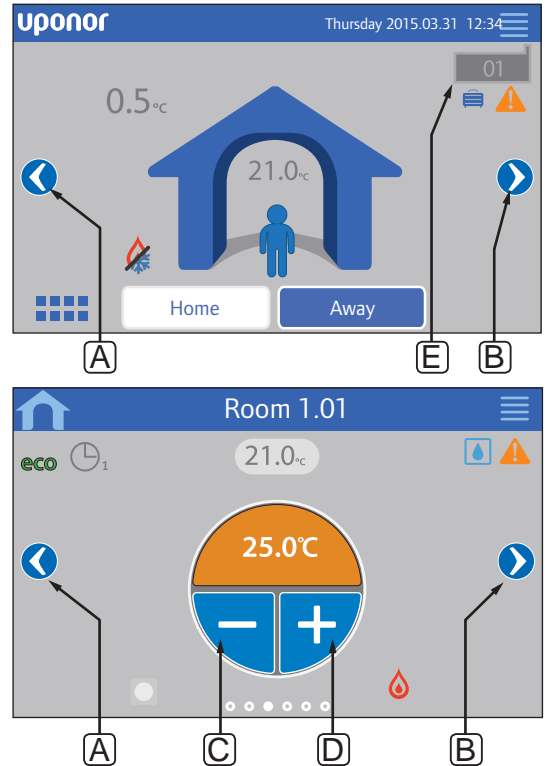 uponor Thursday 2015.03.31 12:34
01
0.5°C
21.0°C
Home Away
A E B
Room 1.01
eco 1 21.0°C
25.0°C
− +
A C D B